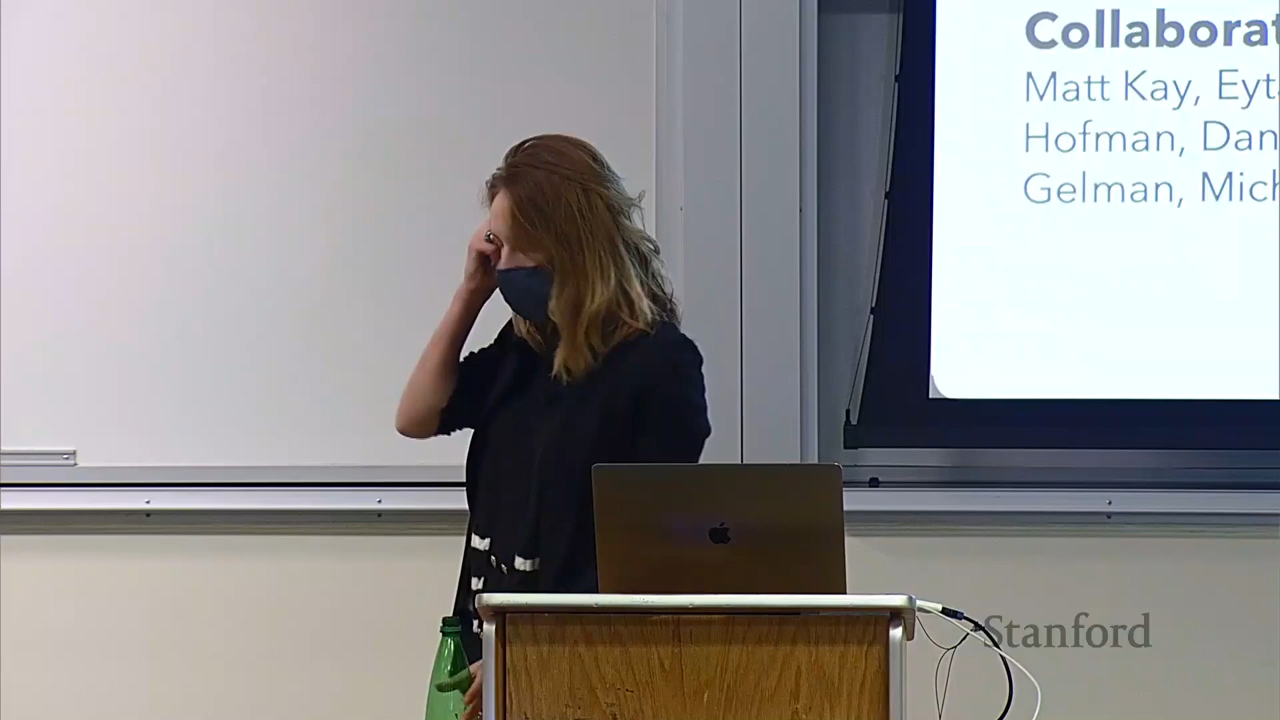 Collaborat
Matt Kay, Eyt
Hofman, Dan
Gelman, Mich
Stanford